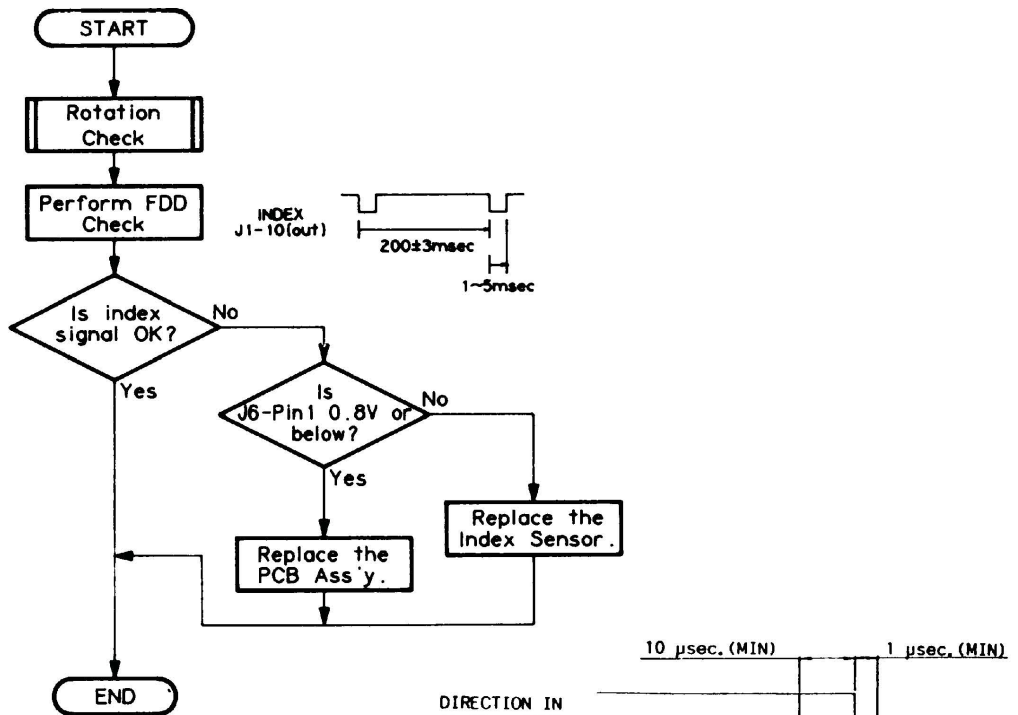 START
Rotation
Check
Perform FDD
Check
INDEX
J1-10(out)
200±3msec
1~5msec
Is index
signal OK?
No
Yes
Is
J6-Pin1 0.8V or
below?
No
Yes
Replace the
Index Sensor.
Replace the
PCB Ass'y.
END
10 µsec.(MIN)
1 µsec.(MIN)
DIRECTION IN